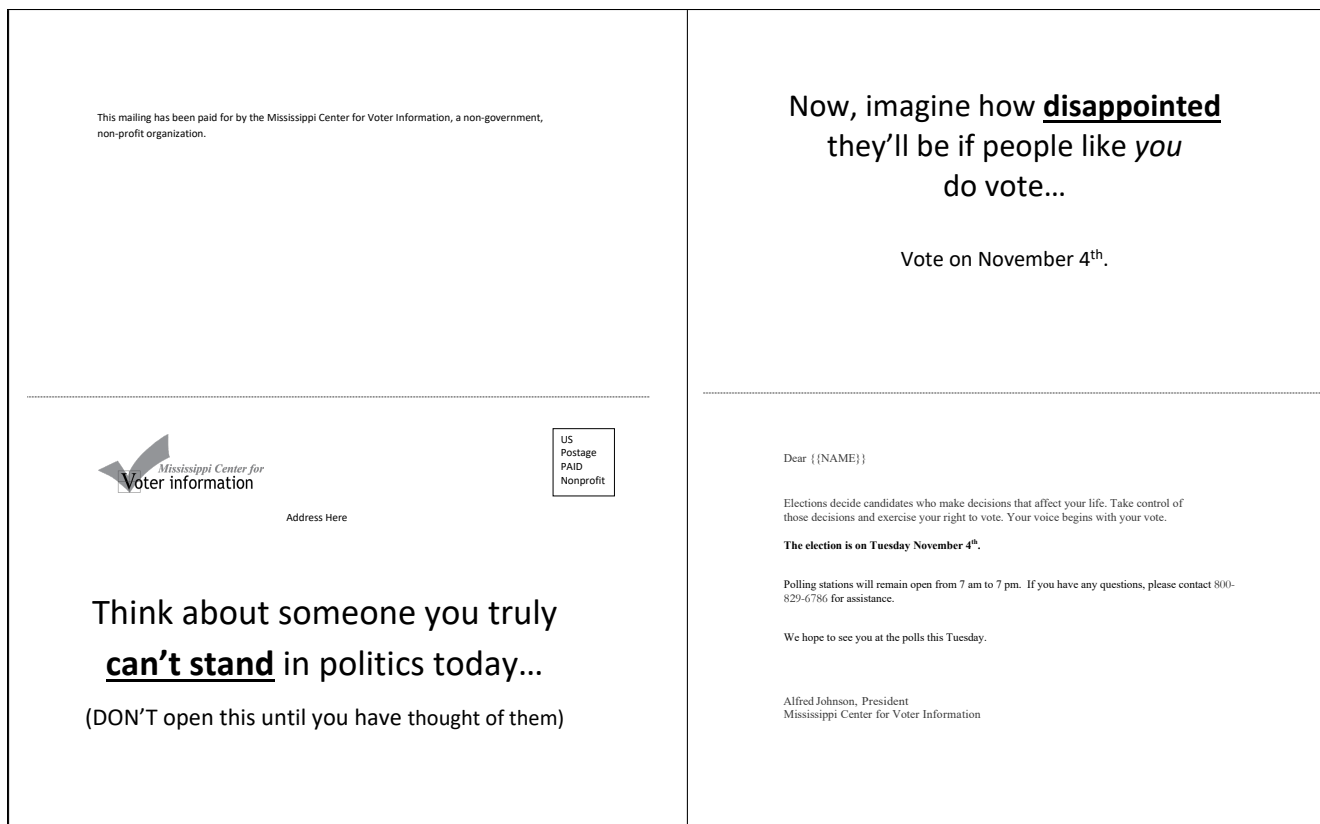 This mailing has been paid for by the Mississippi Center for Voter Information, a non-government,
non-profit organization.
Mississippi Center for
Voter information
US
Postage
PAID
Nonprofit
Address Here
Think about someone you truly
can't stand in politics today…
(DON'T open this until you have thought of them)
Now, imagine how disappointed
they'll be if people like you
do vote…
Vote on November 4th.
Dear {{NAME}}
Elections decide candidates who make decisions that affect your life. Take control of
those decisions and exercise your right to vote. Your voice begins with your vote.
The election is on Tuesday November 4th.
Polling stations will remain open from 7 am to 7 pm. If you have any questions, please contact 800-
829-6786 for assistance.
We hope to see you at the polls this Tuesday.
Alfred Johnson, President
Mississippi Center for Voter Information